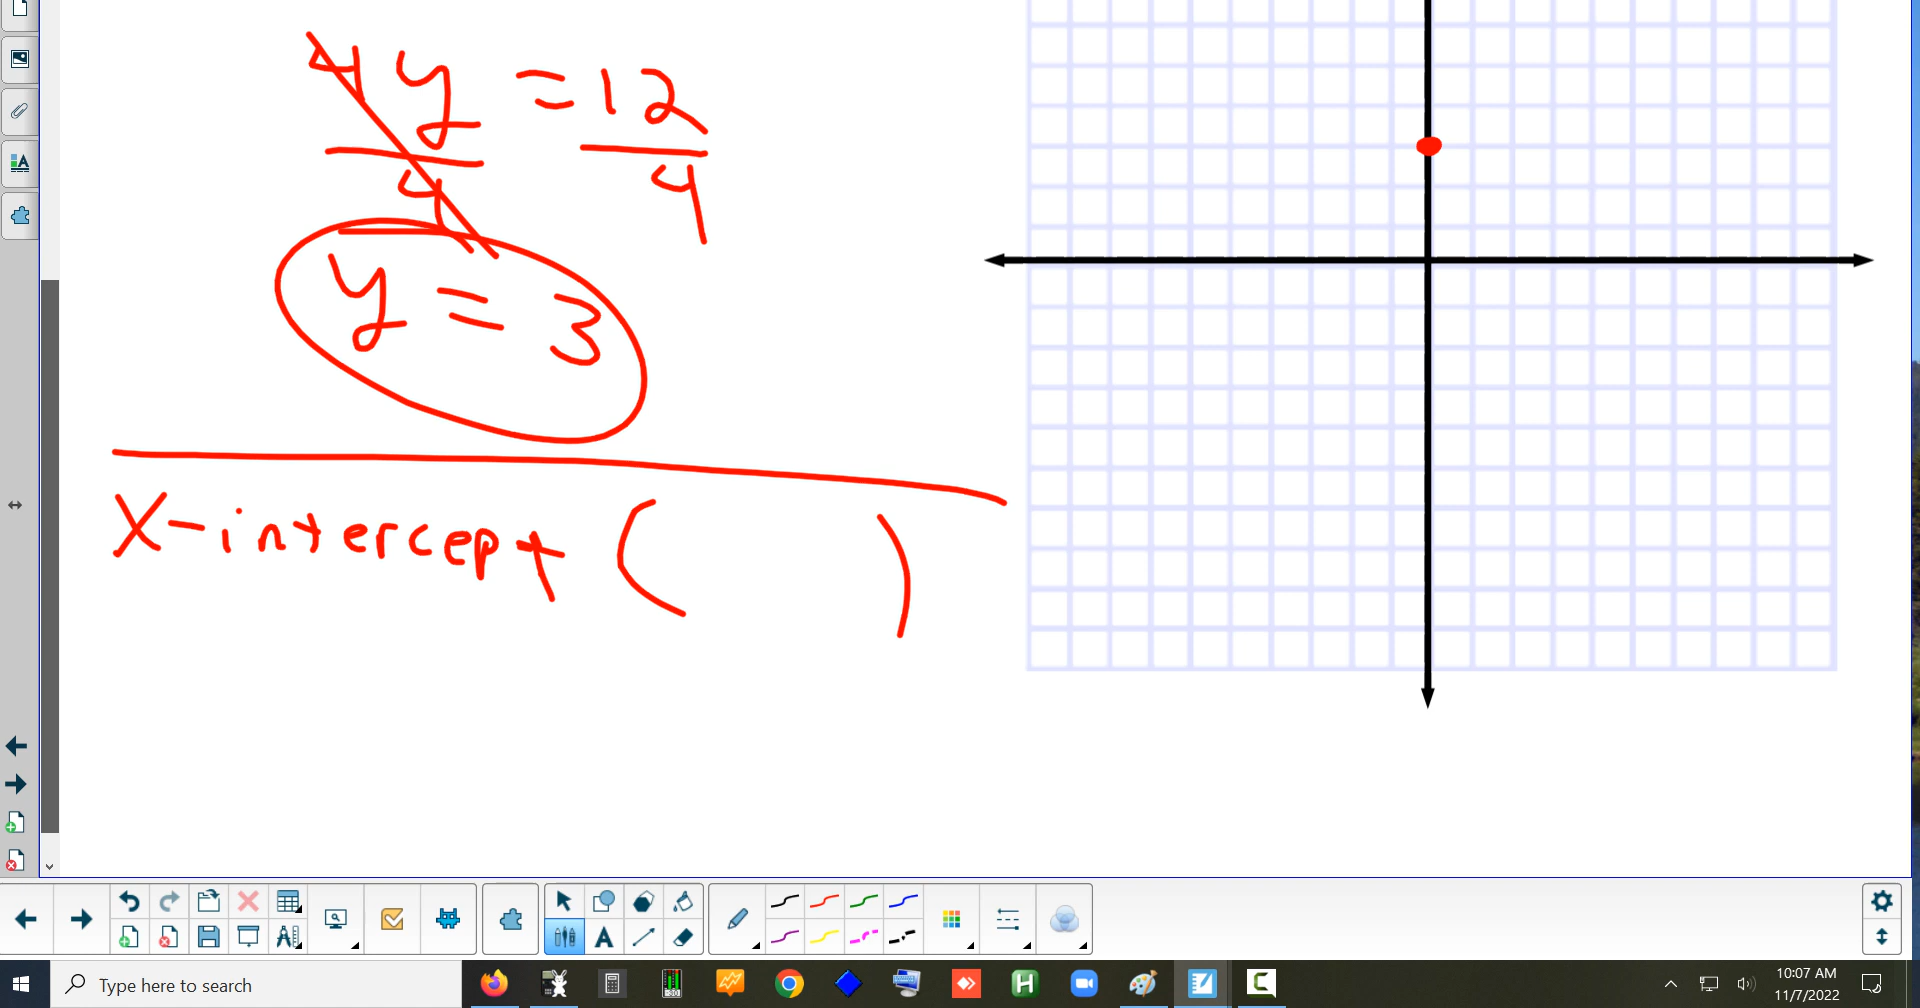 4y = 12
4 4
y = 3
X-intercept ( )
A
A
Type here to search
H
C
10:07 AM
11/7/2022